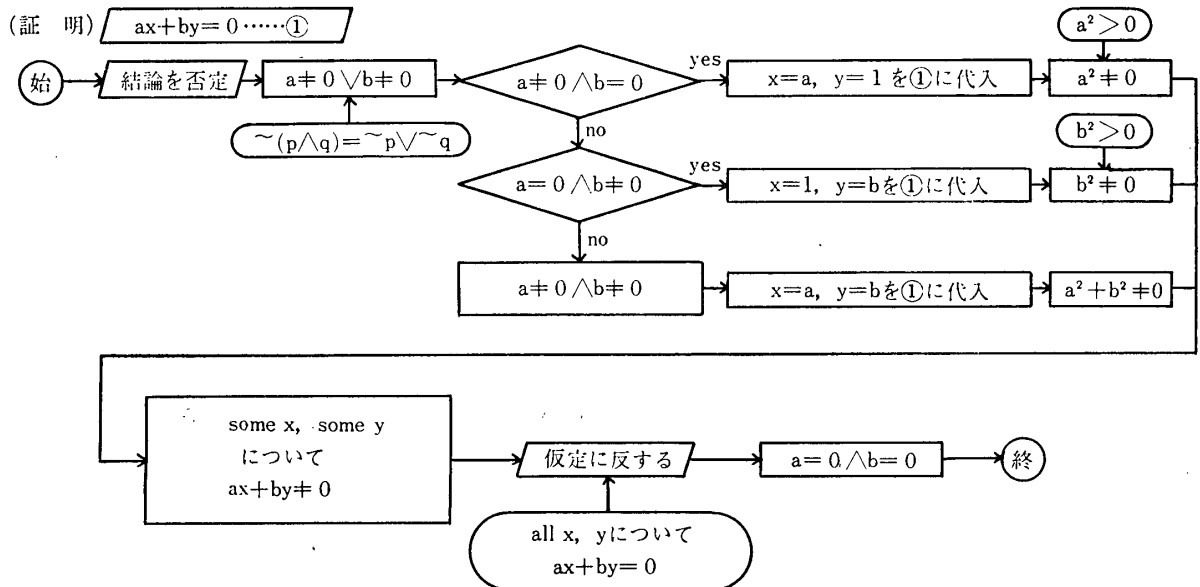 (証 明) ax+by=0……①
始
結論を否定
a≠0∨b≠0
~(p∧q)=~p∨~q
a≠0∧b=0
yes
x=a, y=1を①に代入
a²>0
a²≠0
no
a=0∧b≠0
yes
x=1, y=bを①に代入
b²>0
b²≠0
no
a≠0∧b≠0
x=a, y=bを①に代入
a²+b²≠0
some x, some y
について
ax+by≠0
仮定に反する
all x, yについて
ax+by=0
a=0∧b=0
終